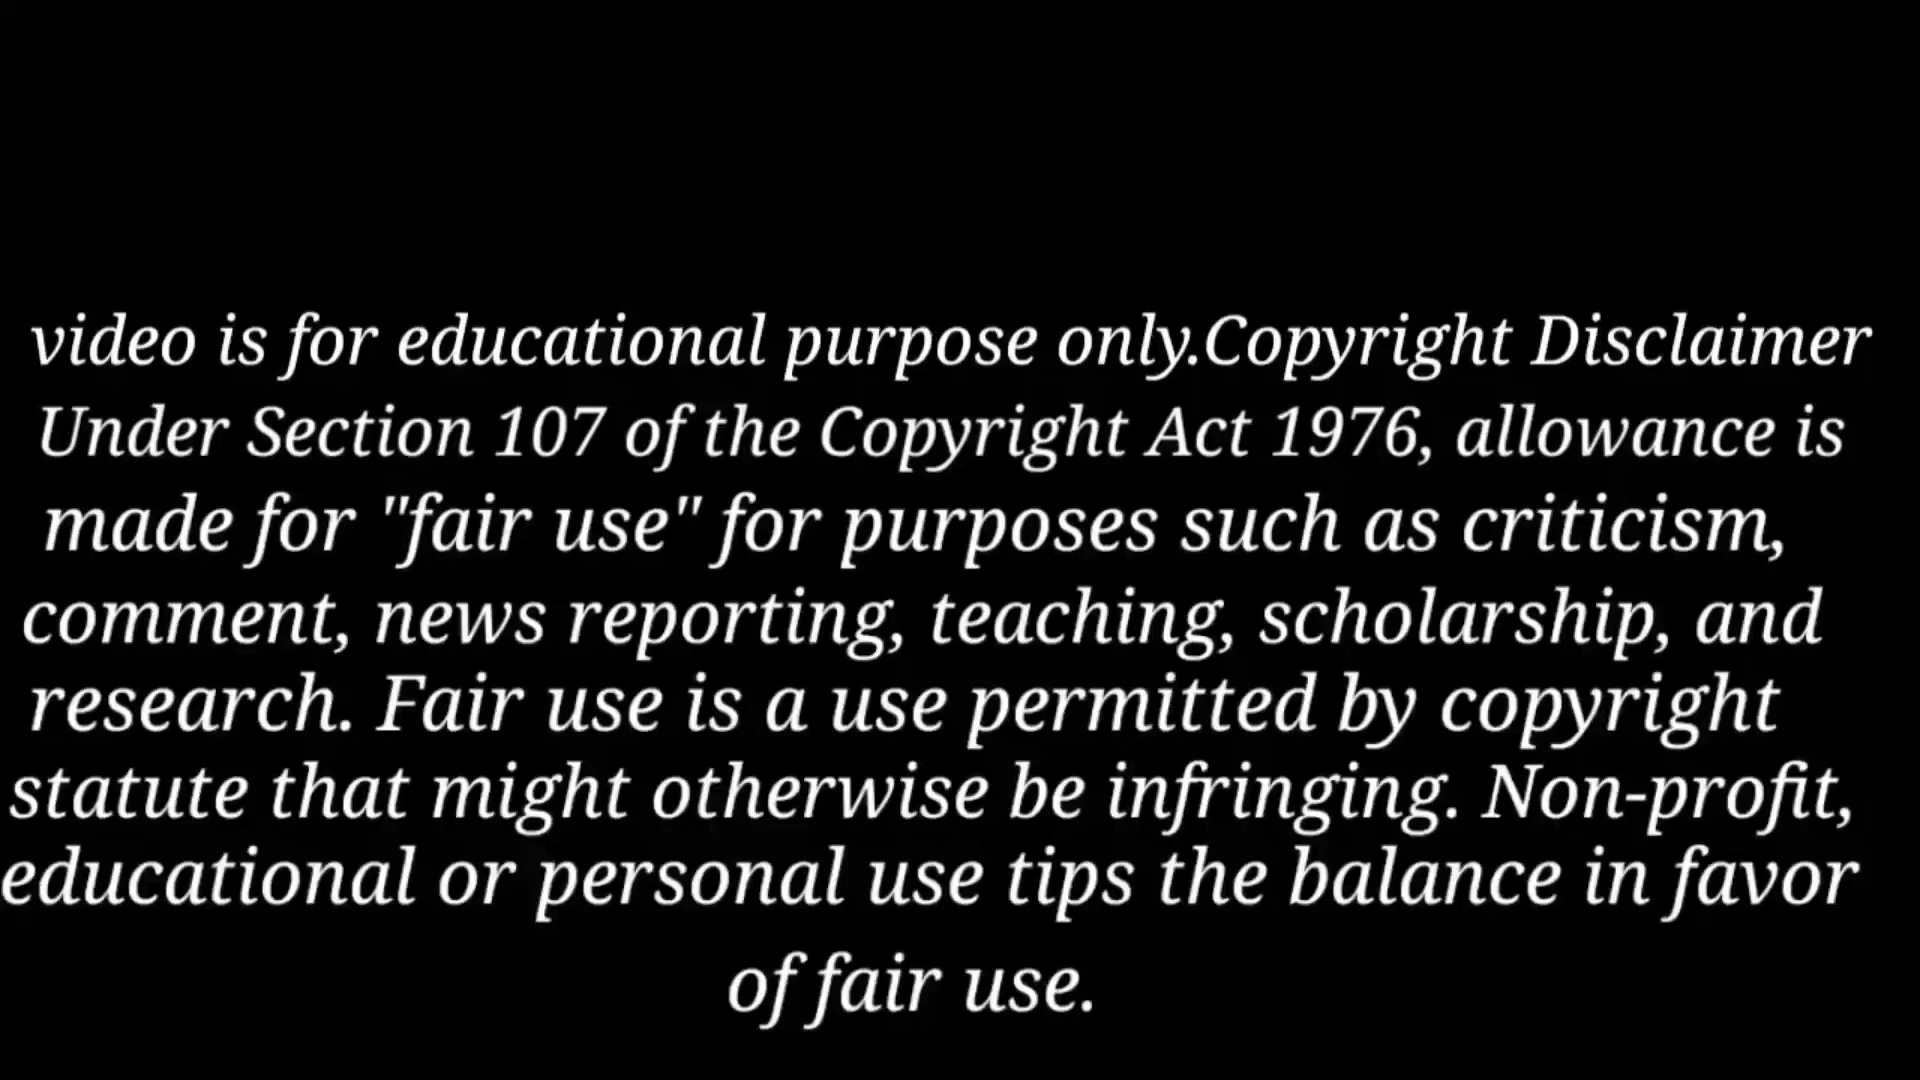 video is for educational purpose only.Copyright Disclaimer
Under Section 107 of the Copyright Act 1976, allowance is
made for "fair use" for purposes such as criticism,
comment, news reporting, teaching, scholarship, and
research. Fair use is a use permitted by copyright
statute that might otherwise be infringing. Non-profit,
educational or personal use tips the balance in favor
of fair use.